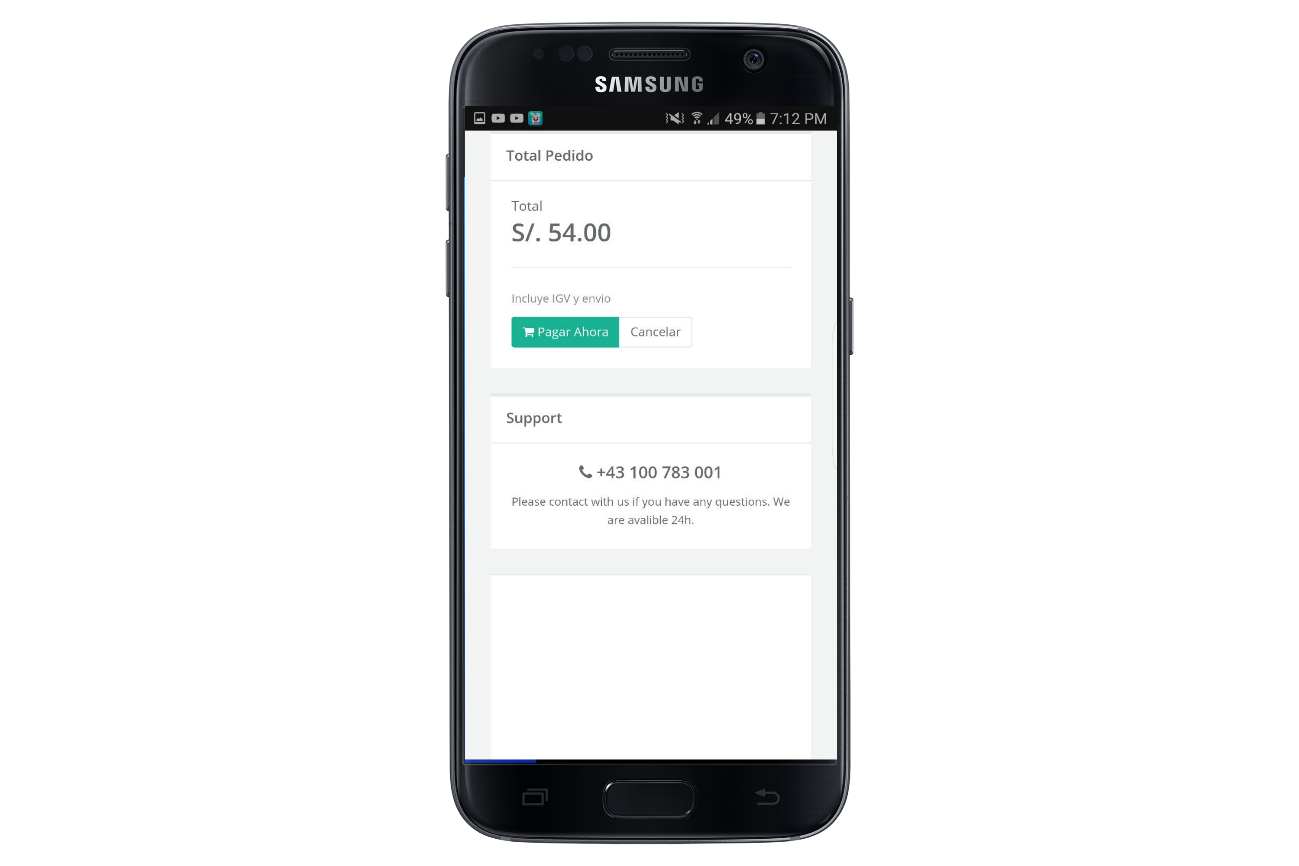 SAMSUNG
49% 7:12 PM
Total Pedido
Total
S/. 54.00
Incluye IGV y envio
Pagar Ahora Cancelar
Support
+43 100 783 001
Please contact with us if you have any questions. We
are avalible 24h.